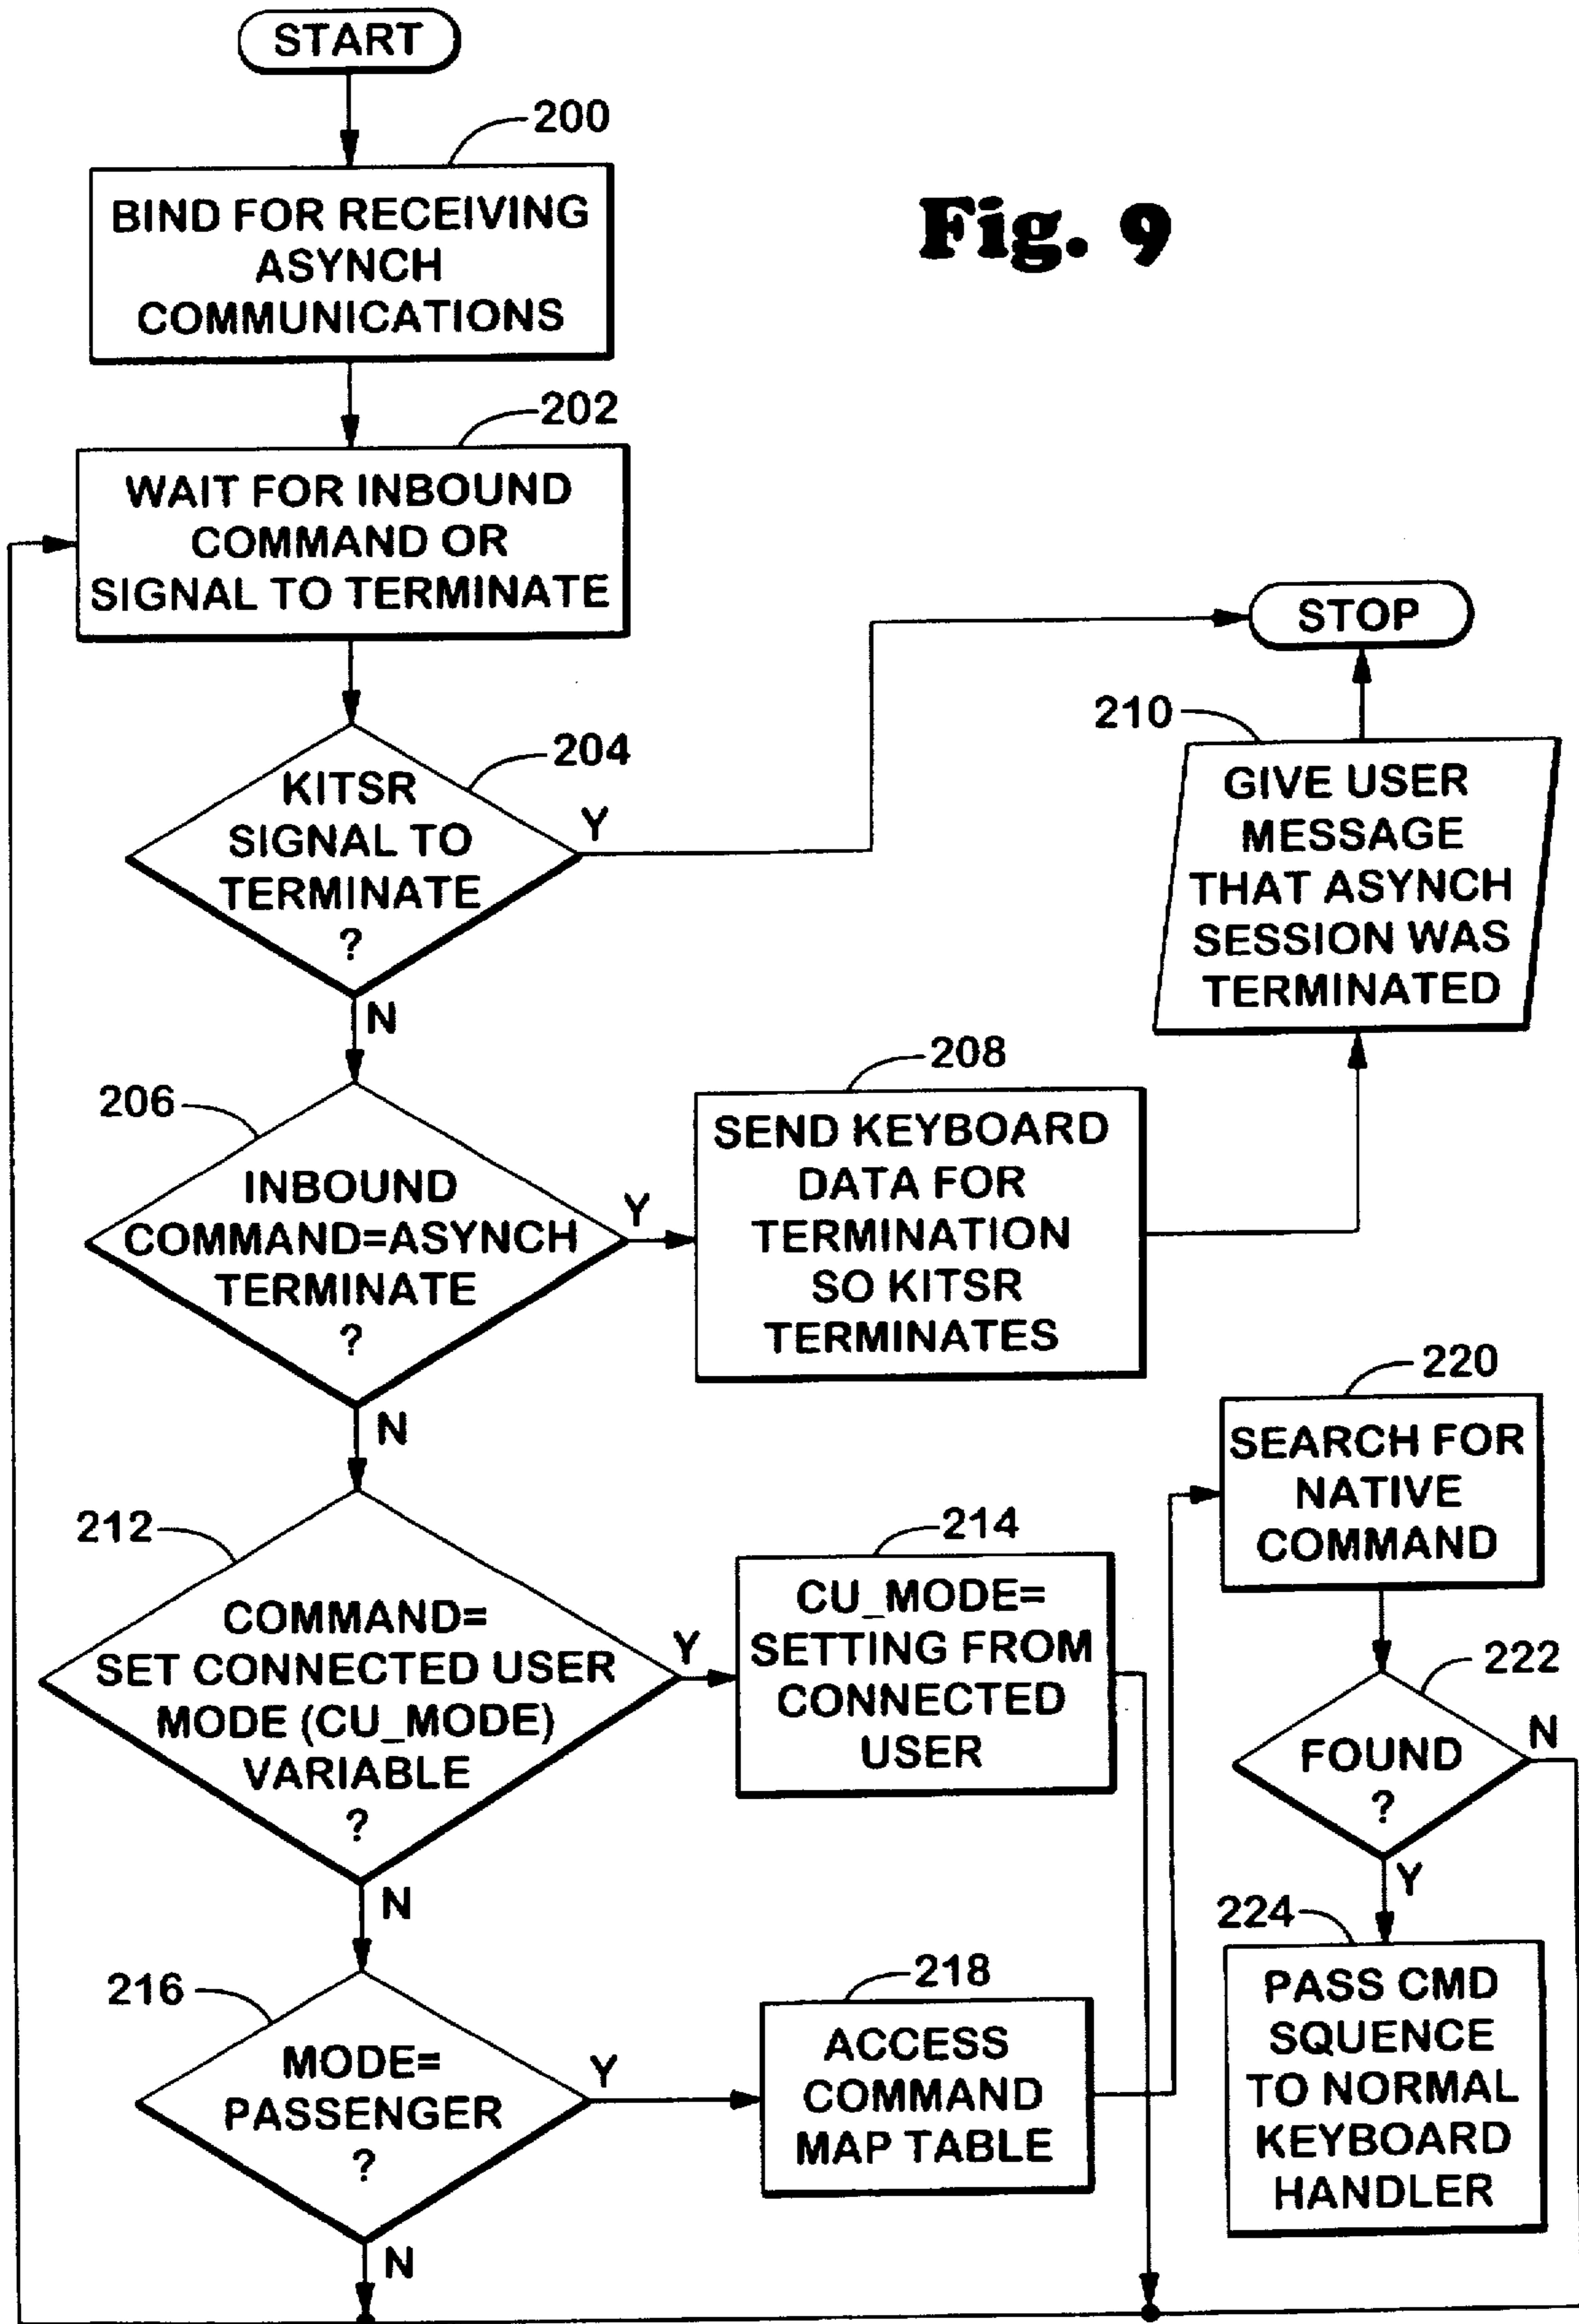 START
200
BIND FOR RECEIVING
ASYNCH
COMMUNICATIONS
Fig. 9
202
WAIT FOR INBOUND
COMMAND OR
SIGNAL TO TERMINATE
STOP
204
KITSR
SIGNAL TO
TERMINATE
?
Y
N
210
GIVE USER
MESSAGE
THAT ASYNCH
SESSION WAS
TERMINATED
206
INBOUND
COMMAND=ASYNCH
TERMINATE
?
Y
N
208
SEND KEYBOARD
DATA FOR
TERMINATION
SO KITSR
TERMINATES
212
COMMAND=
SET CONNECTED USER
MODE (CU_MODE)
VARIABLE
?
Y
N
214
CU_MODE=
SETTING FROM
CONNECTED
USER
216
MODE=
PASSENGER
?
Y
N
218
ACCESS
COMMAND
MAP TABLE
220
SEARCH FOR
NATIVE
COMMAND
222
FOUND
?
N
Y
224
PASS CMD
SQUENCE
TO NORMAL
KEYBOARD
HANDLER